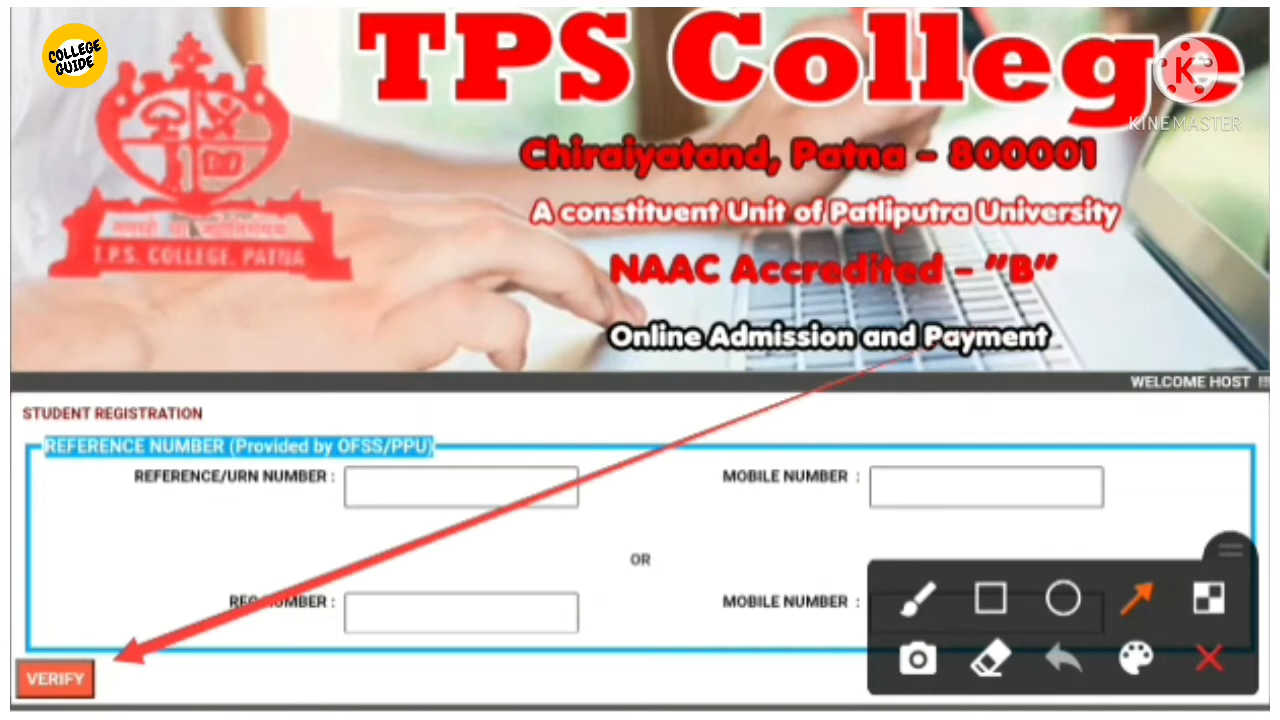 COLLEGE
GUIDE
TPS College
KINEMASTER
Chiraiyatand, Patna - 800001
A constituent Unit of Patliputra University
NAAC Accredited - "B"
T.P.S. COLLEGE, PATNA
Online Admission and Payment
WELCOME HOST !!!
STUDENT REGISTRATION
REFERENCE NUMBER (Provided by OFSS/PPU)
REFERENCE/URN NUMBER :
MOBILE NUMBER :
OR
REG NUMBER :
MOBILE NUMBER :
VERIFY